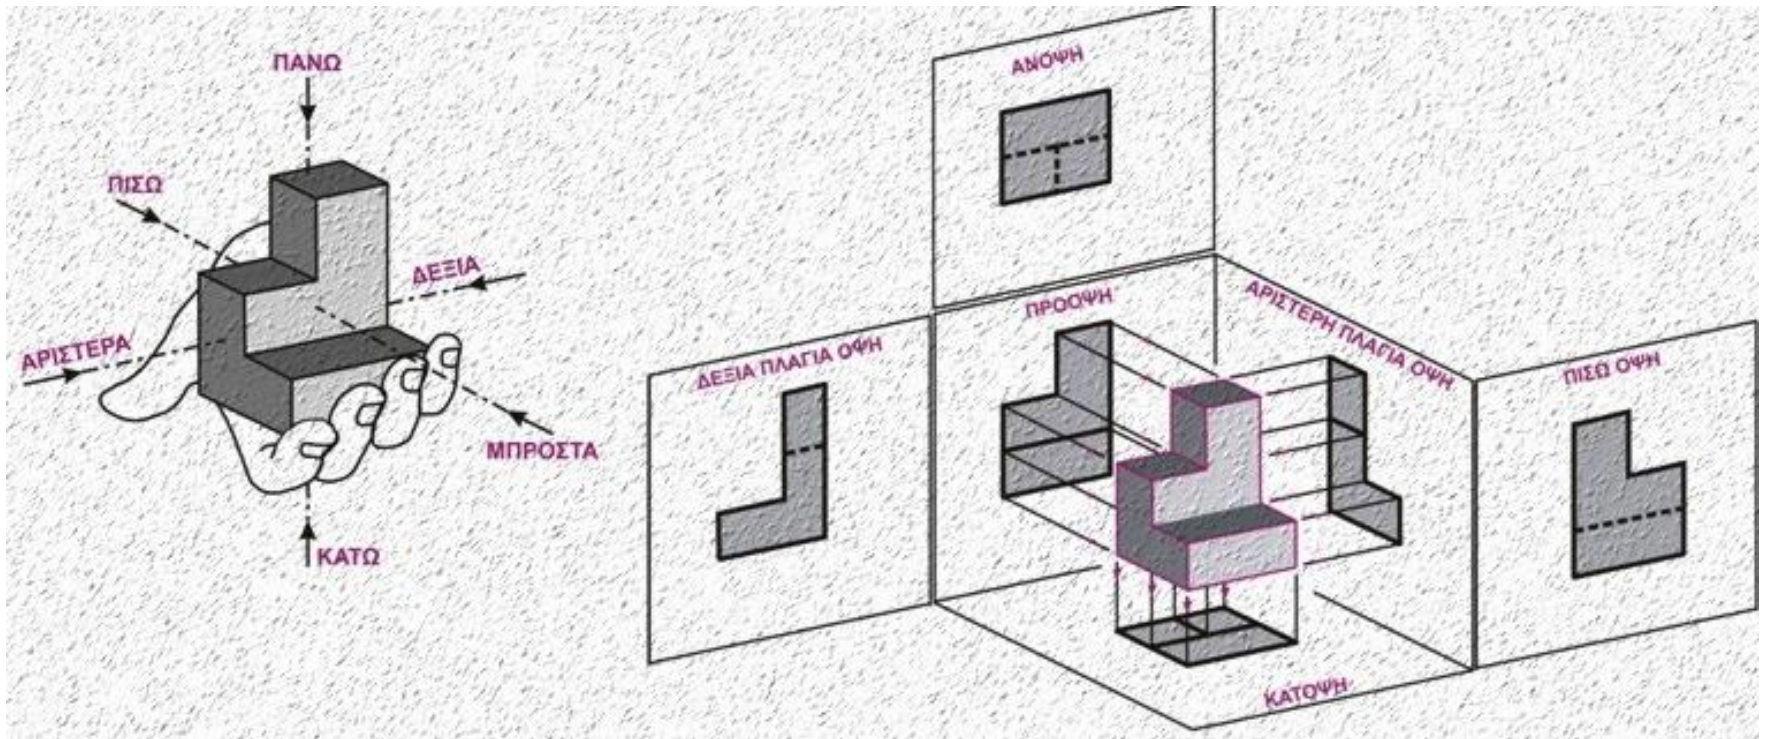 ΠΑΝΩ
ΠΙΣΩ
ΔΕΞΙΑ
ΑΡΙΣΤΕΡΑ
ΜΠΡΟΣΤΑ
ΚΑΤΩ
ΑΝΟΨΗ
ΠΡΟΟΨΗ
ΑΡΙΣΤΕΡΗ ΠΛΑΓΙΑ ΟΨΗ
ΔΕΞΙΑ ΠΛΑΓΙΑ ΟΨΗ
ΠΙΣΩ ΟΨΗ
ΚΑΤΟΨΗ